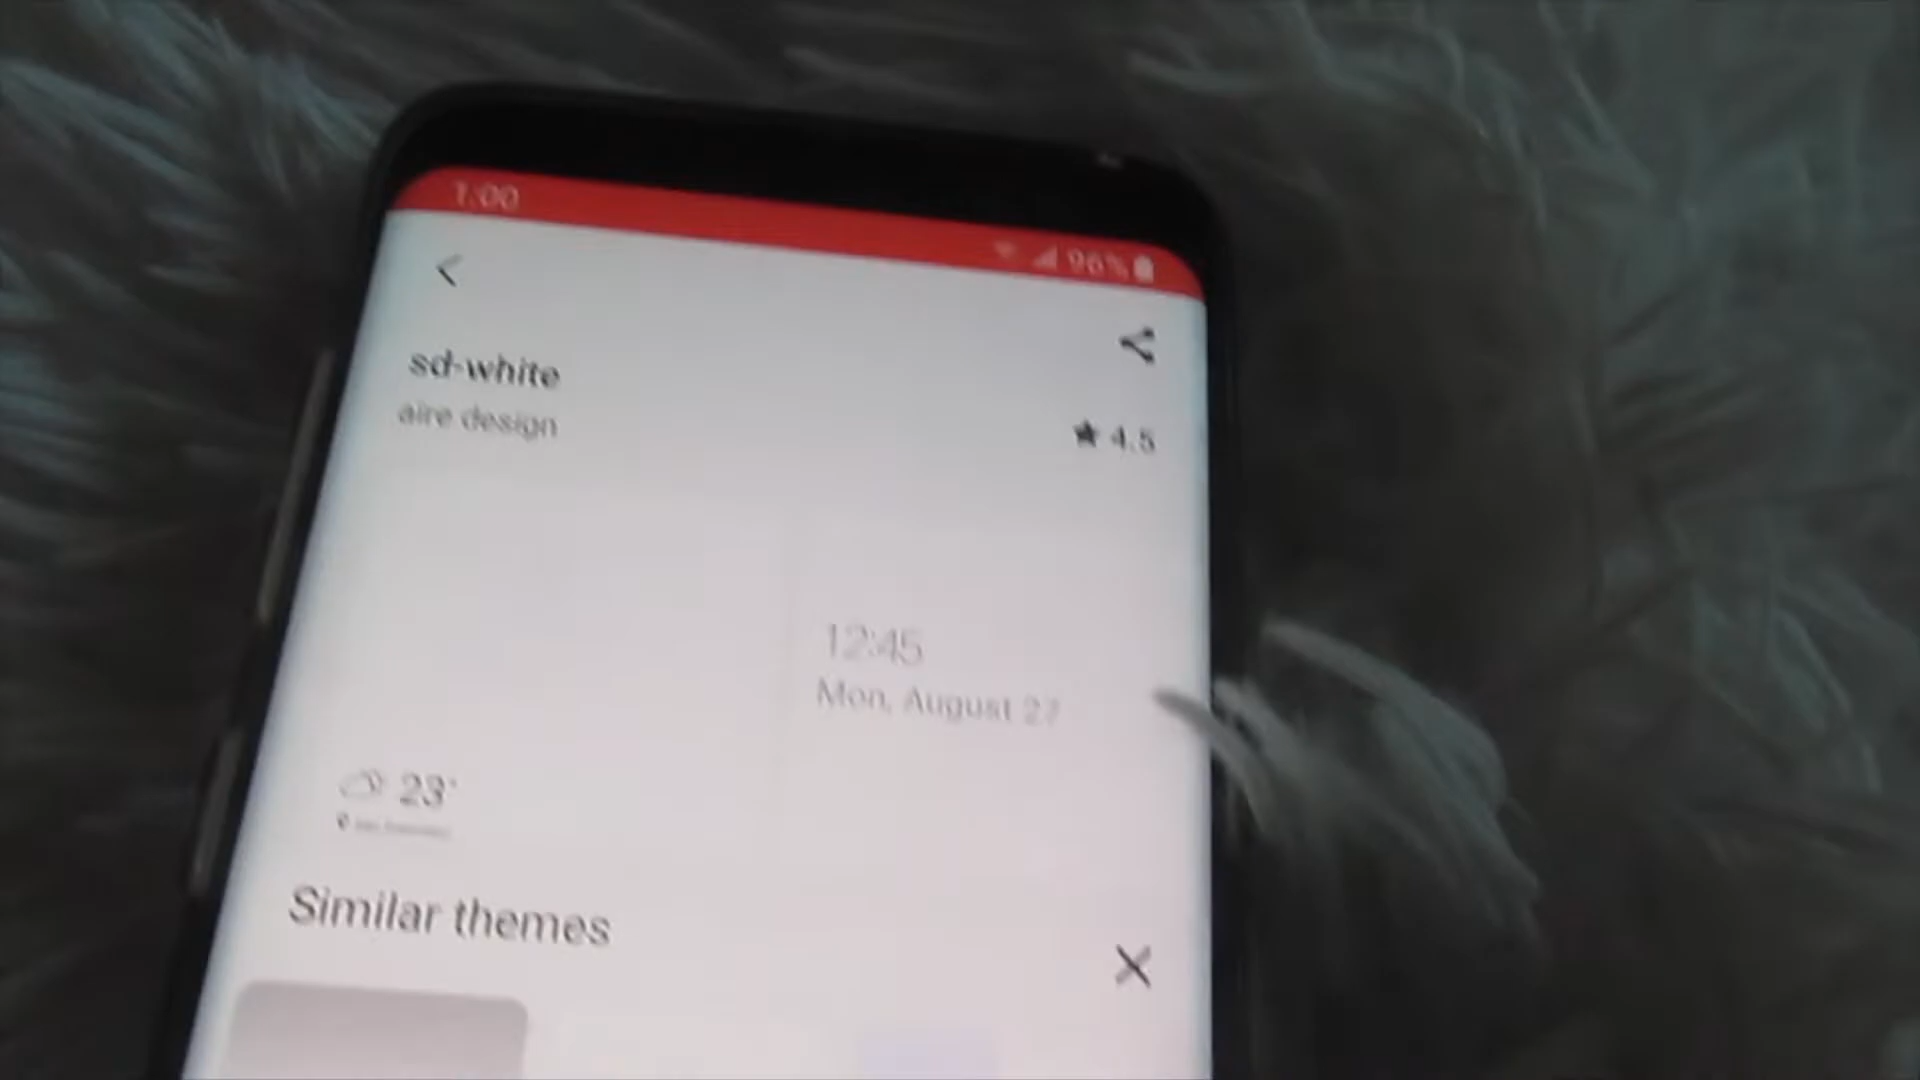 1:00
96%
sd-white
aire design
★ 4.5
12:45
Mon, August 27
23°
Similar themes